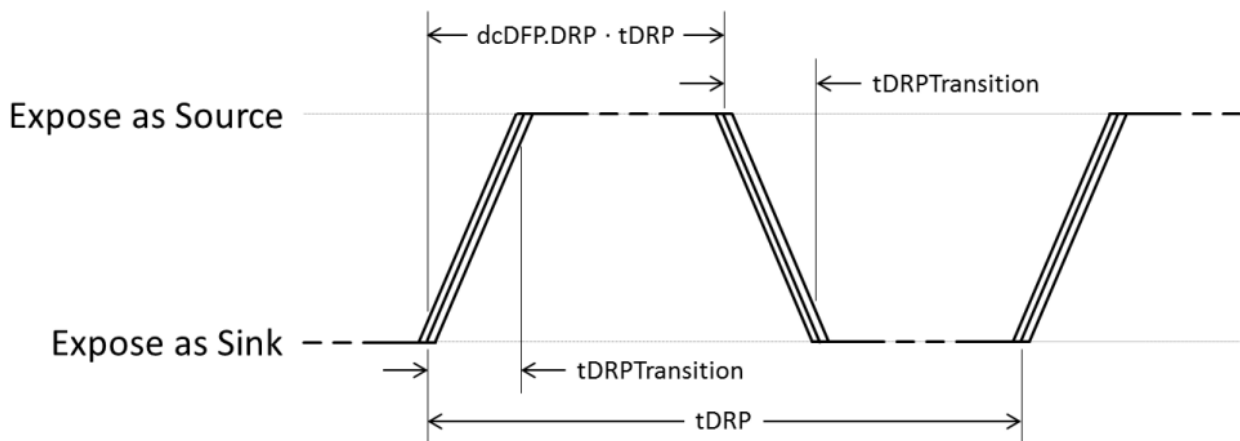 dcDFP.DRP · tDRP
tDRPTransition
Expose as Source
Expose as Sink
tDRPTransition
tDRP